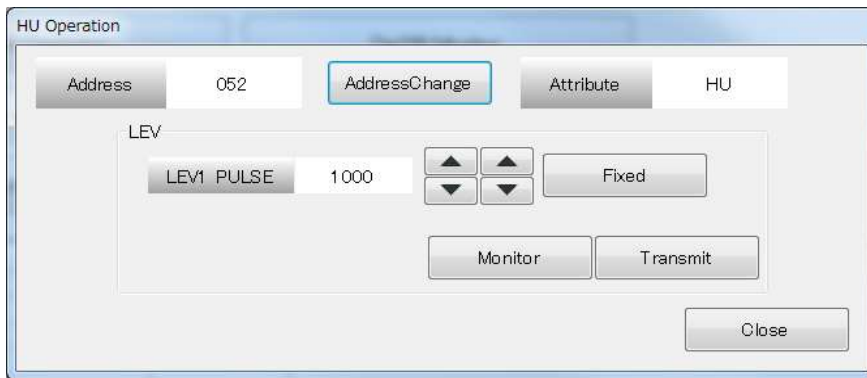 HU Operation
Address 052 AddressChange Attribute HU
LEV
LEV1 PULSE 1000 Fixed
Monitor Transmit
Close